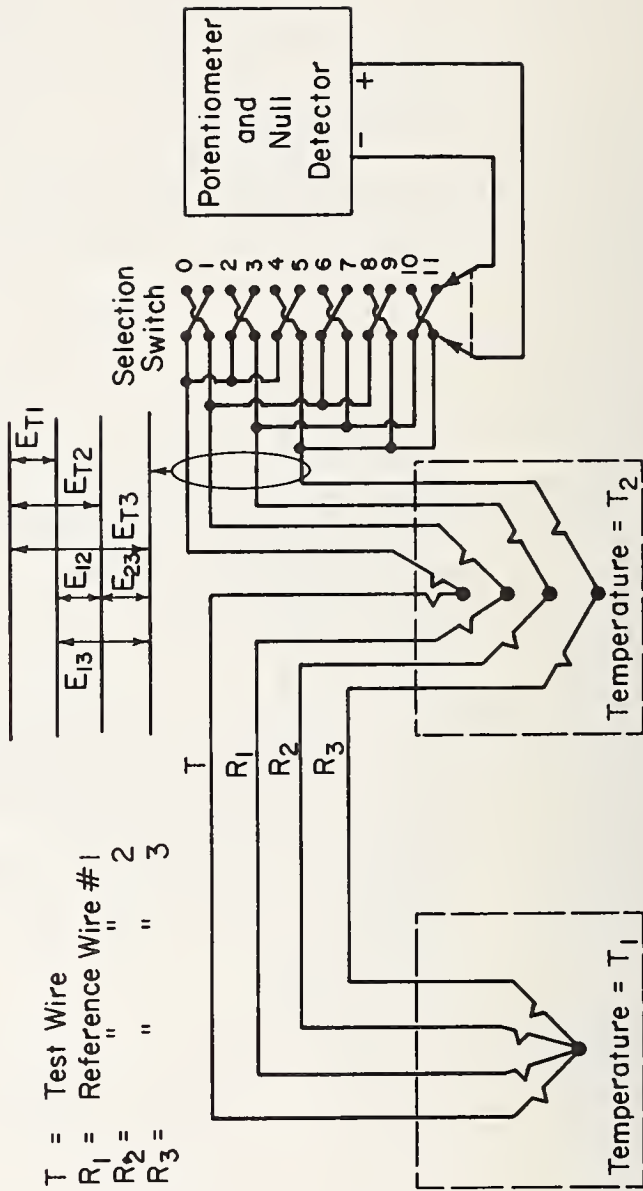 T = Test Wire
R1 = Reference Wire #1
R2 = " " 2
R3 = " " 3
ET1
ET2
ET3
E12
E23
E13
Selection
Switch
0
1
2
3
4
5
6
7
8
9
10
11
Potentiometer
and
Null
Detector
- +
T
R1
R2
R3
Temperature = T1
Temperature = T2